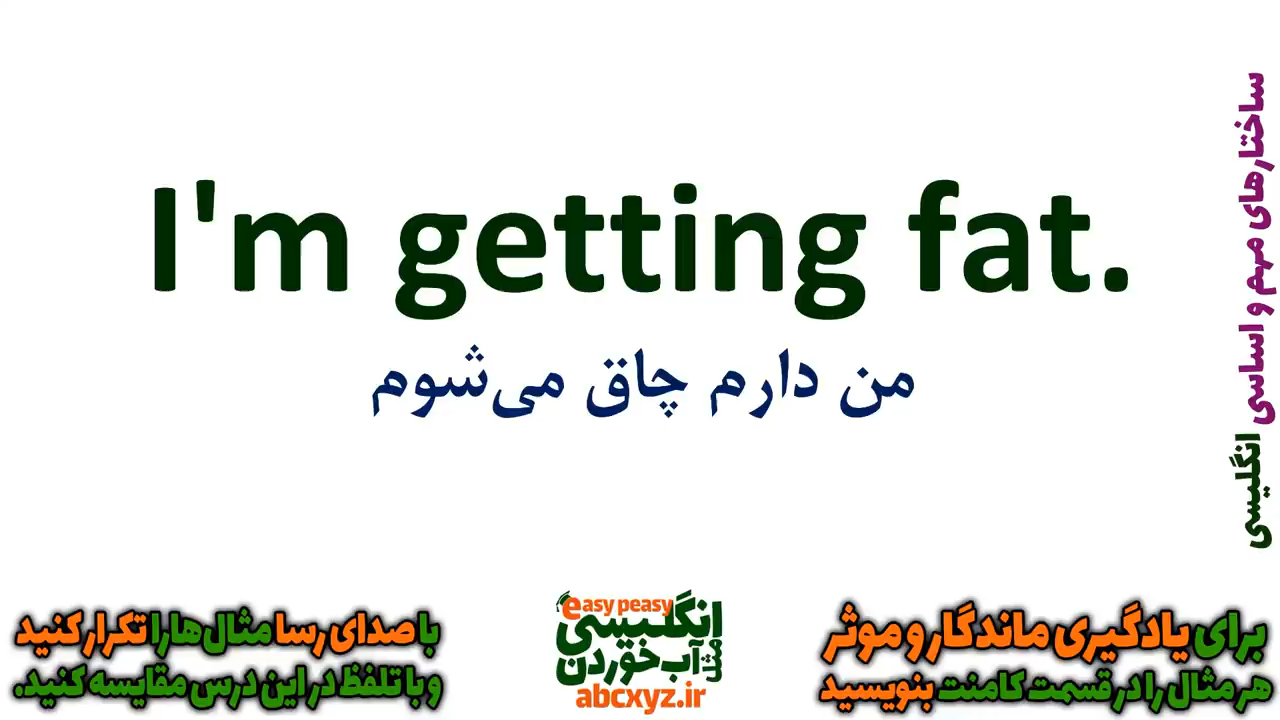 I'm getting fat.
من دارم چاق می‌شوم
ساختارهای مهم و اساسی انگلیسی
برای یادگیری ماندگار و موثر
هر مثال را در قسمت کامنت بنویسید
easy peasy
انگلیسی
مثل آب خوردن
abcxyz.ir
با صدای رسا مثال‌ها را تکرار کنید
و با تلفظ در این درس مقایسه کنید.